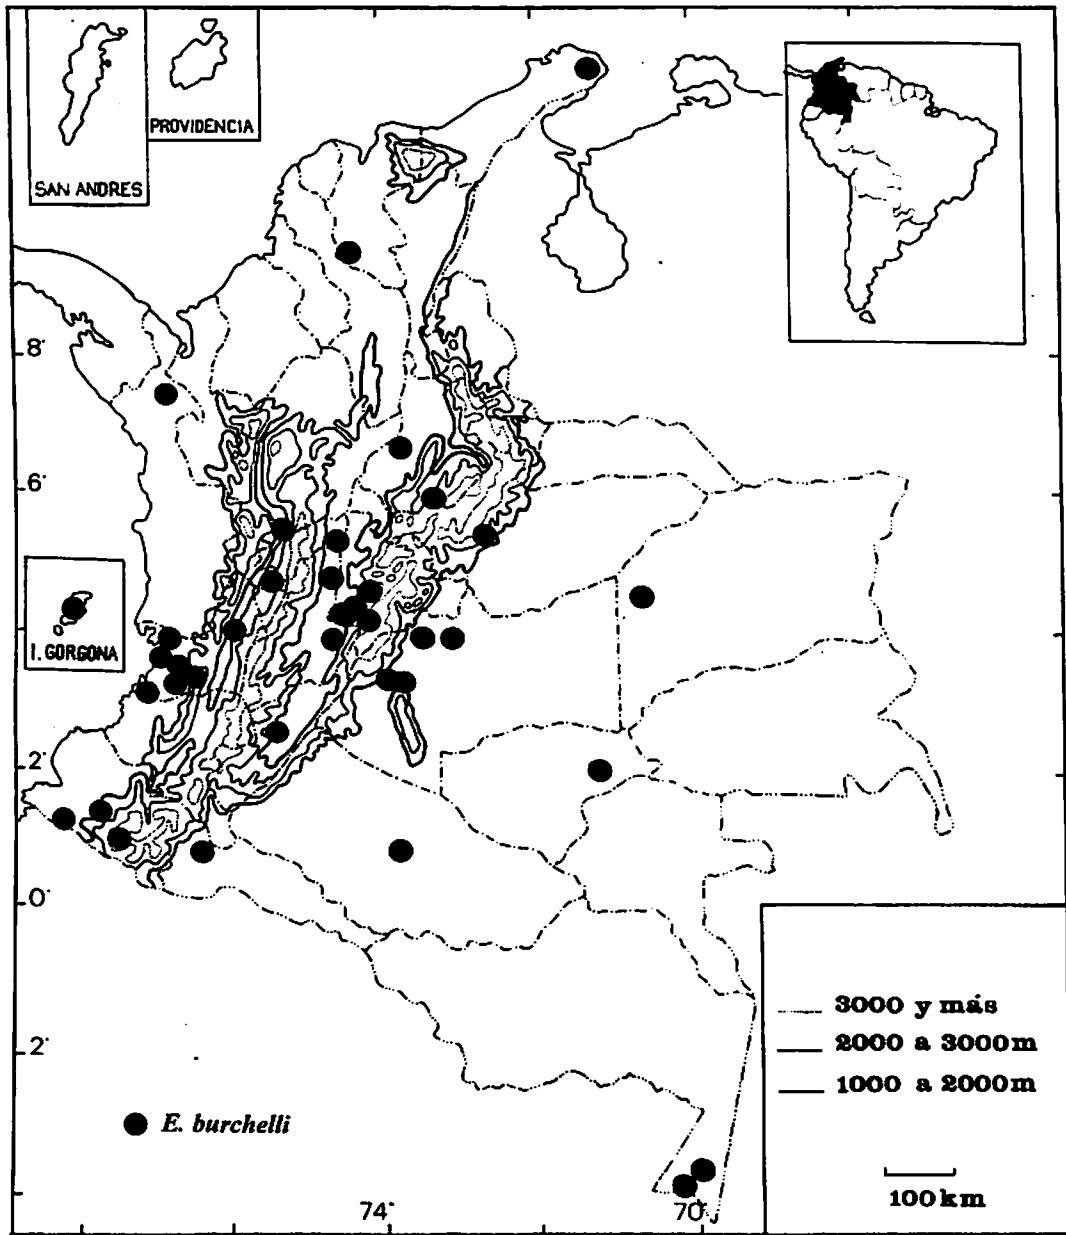 PROVIDENCIA
SAN ANDRES
8°
6°
I. GORGONA
2°
0°
3000 y más
2000 a 3000m
2°
1000 a 2000m
E. burchelli
100km
74°
70°